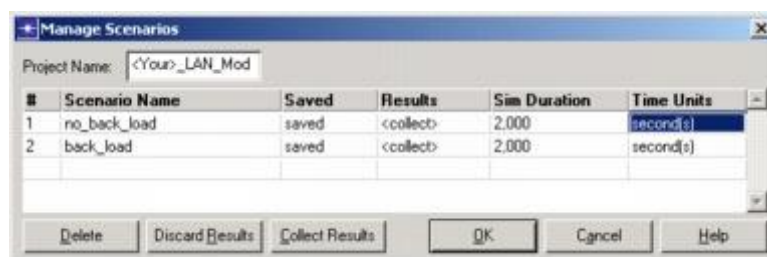 Manage Scenarios
Project Name: <Your>_LAN_Mod
# Scenario Name Saved Results Sim Duration Time Units
1 no_back_load saved <collect> 2,000 second(s)
2 back_load saved <collect> 2,000 second(s)
Delete Discard Results Collect Results OK Cancel Help